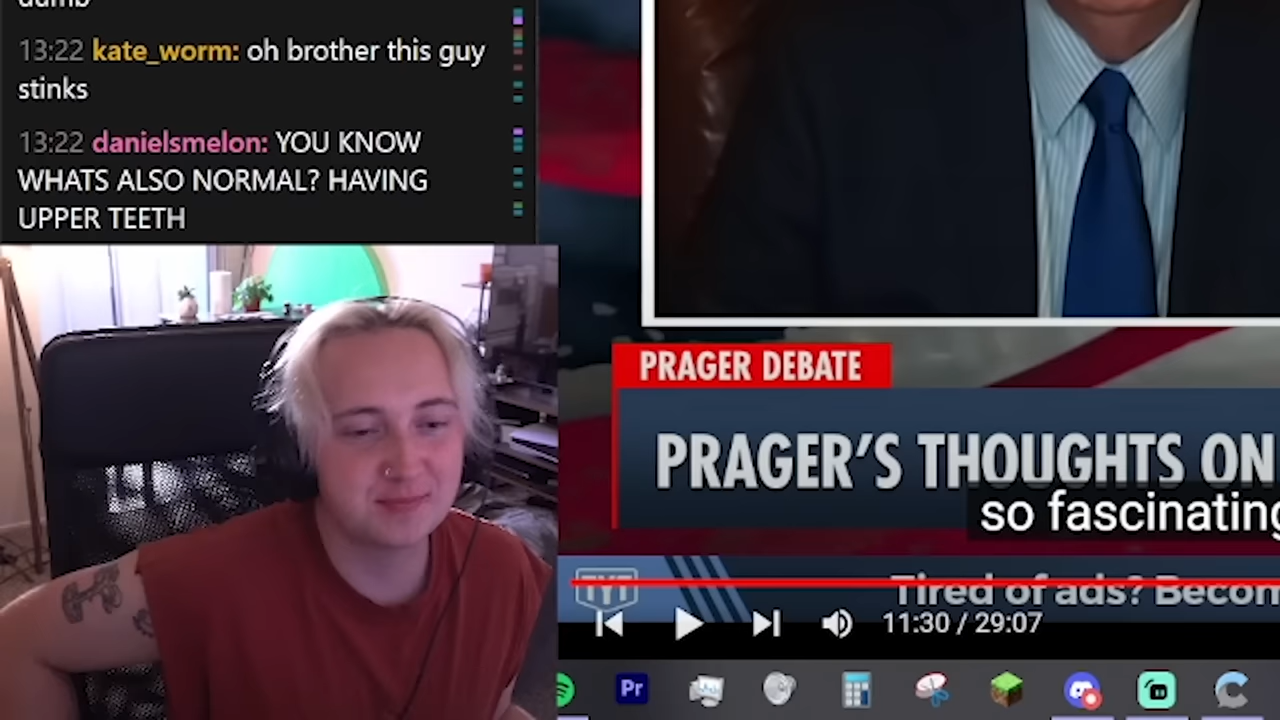 dumb
13:22 kate_worm: oh brother this guy
stinks
13:22 danielsmelon: YOU KNOW
WHATS ALSO NORMAL? HAVING
UPPER TEETH
PRAGER DEBATE
PRAGER'S THOUGHTS ON
so fascinating
TYT
Tired of ads? Becom
11:30 / 29:07
Pr